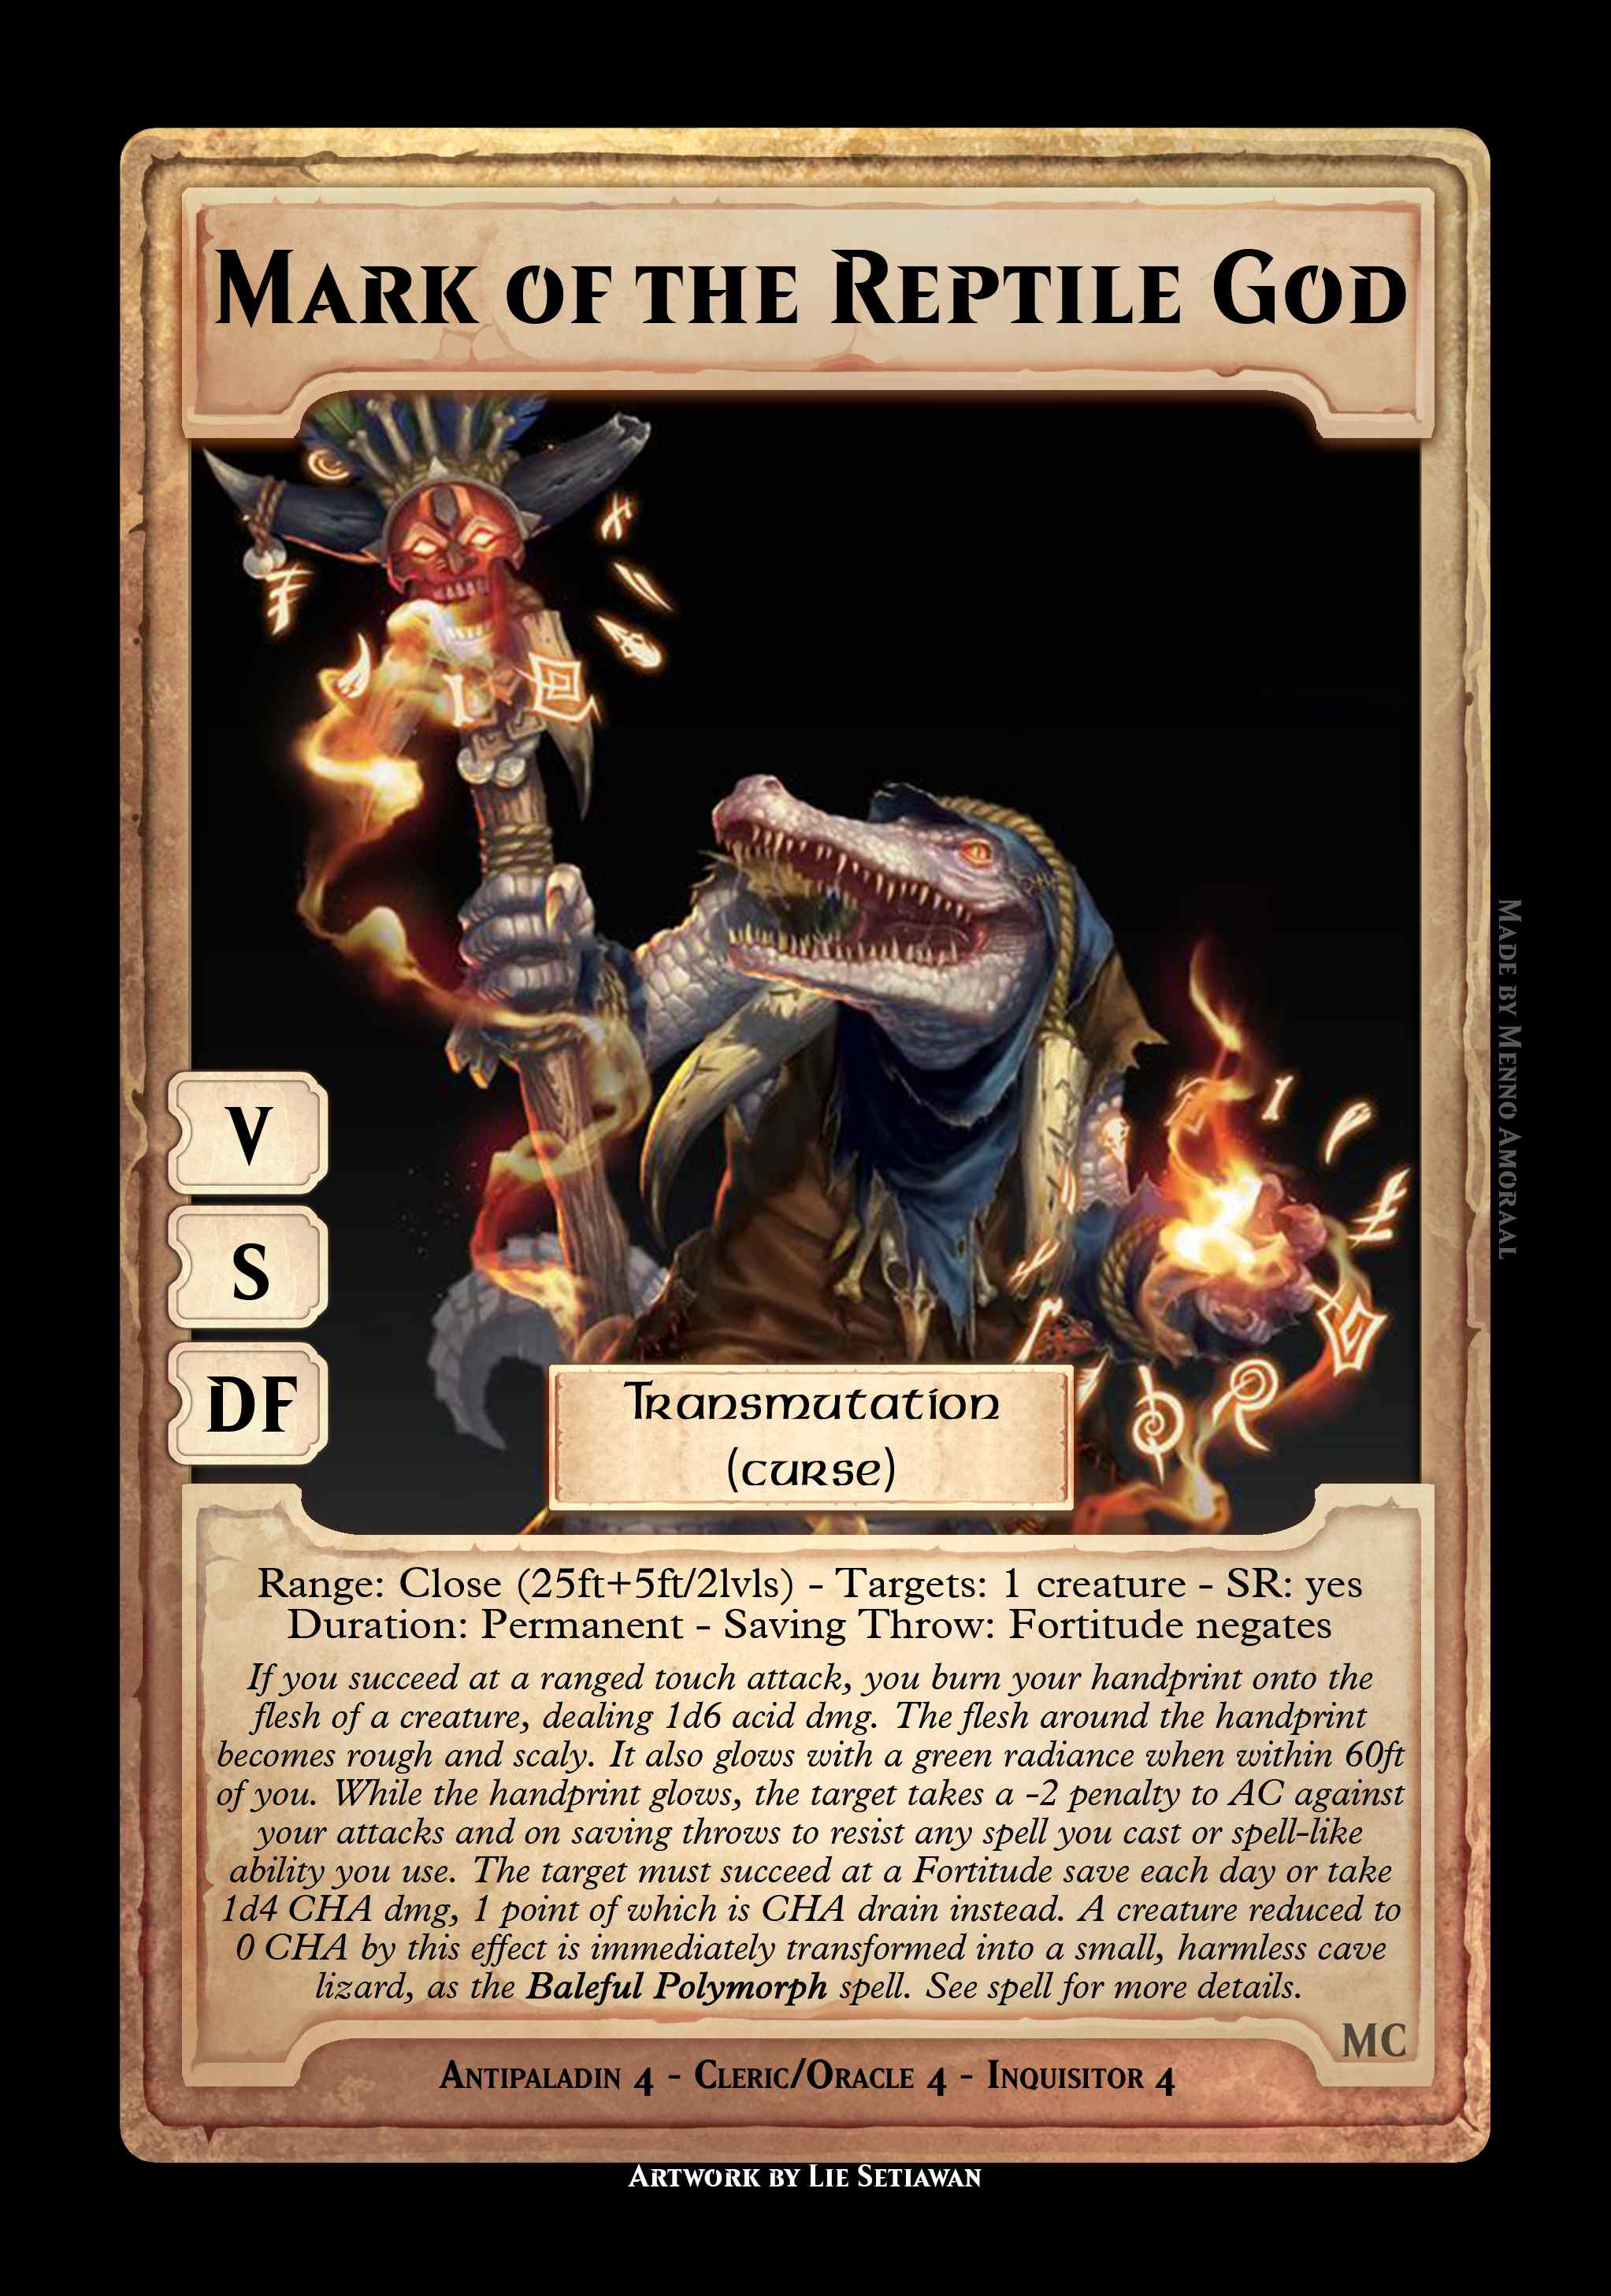 Mark of the Reptile God
V
S
DF
Transmutation
(curse)
Range: Close (25ft+5ft/2lvls) - Targets: 1 creature - SR: yes
Duration: Permanent - Saving Throw: Fortitude negates
If you succeed at a ranged touch attack, you burn your handprint onto the
flesh of a creature, dealing 1d6 acid dmg. The flesh around the handprint
becomes rough and scaly. It also glows with a green radiance when within 60ft
of you. While the handprint glows, the target takes a -2 penalty to AC against
your attacks and on saving throws to resist any spell you cast or spell-like
ability you use. The target must succeed at a Fortitude save each day or take
1d4 CHA dmg, 1 point of which is CHA drain instead. A creature reduced to
0 CHA by this effect is immediately transformed into a small, harmless cave
lizard, as the Baleful Polymorph spell. See spell for more details.
MC
Antipaladin 4 - Cleric/Oracle 4 - Inquisitor 4
Artwork by Lie Setiawan
Made by Menno Amoraal